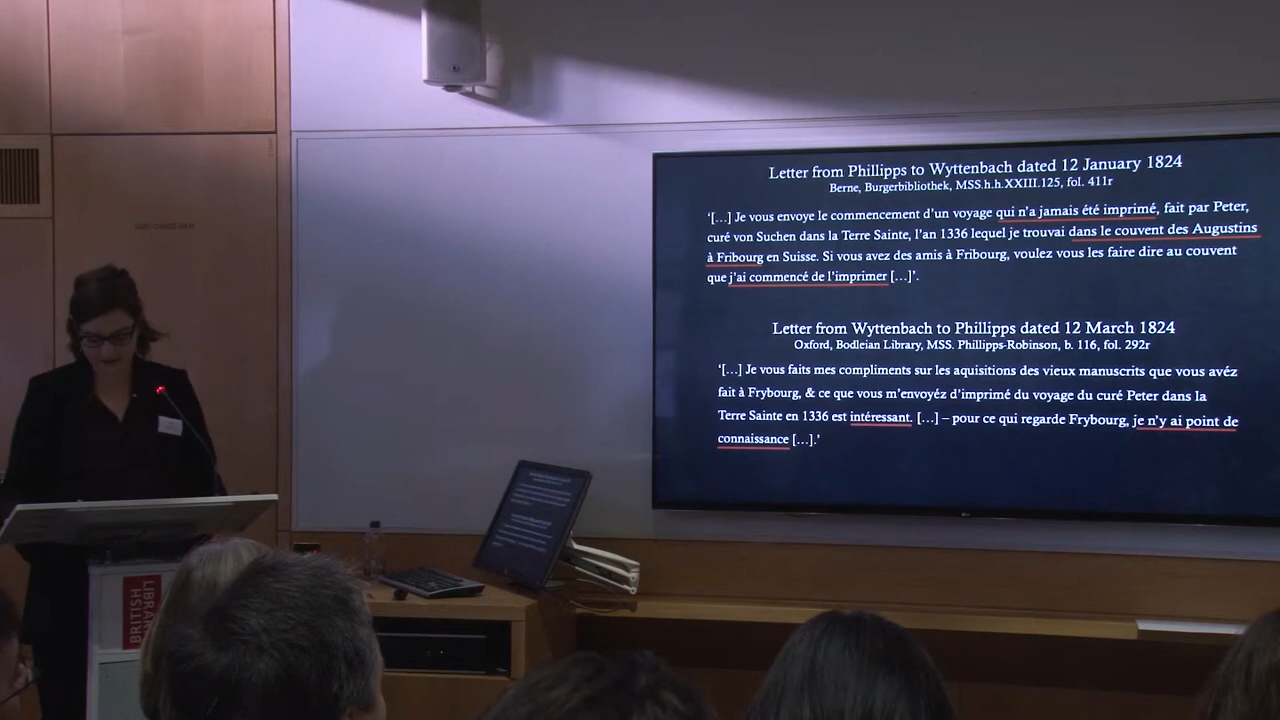 Letter from Phillipps to Wyttenbach dated 12 January 1824
Berne, Burgerbibliothek, MSS.h.h.XXIII.125, fol. 411r
‘[…] Je vous envoye le commencement d’un voyage qui n’a jamais été imprimé, fait par Peter,
curé von Suchen dans la Terre Sainte, l’an 1336 lequel je trouvai dans le couvent des Augustins
à Fribourg en Suisse. Si vous avez des amis à Fribourg, voulez vous les faire dire au couvent
que j’ai commencé de l’imprimer […]’.
Letter from Wyttenbach to Phillipps dated 12 March 1824
Oxford, Bodleian Library, MSS. Phillipps-Robinson, b. 116, fol. 292r
‘[…] Je vous faits mes compliments sur les aquisitions des vieux manuscrits que vous avéz
fait à Frybourg, & ce que vous m’envoyéz d’imprimé du voyage du curé Peter dans la
Terre Sainte en 1336 est intéressant. […] – pour ce qui regarde Frybourg, je n’y ai point de
connaissance […].’
BRITISH
LIBRARY